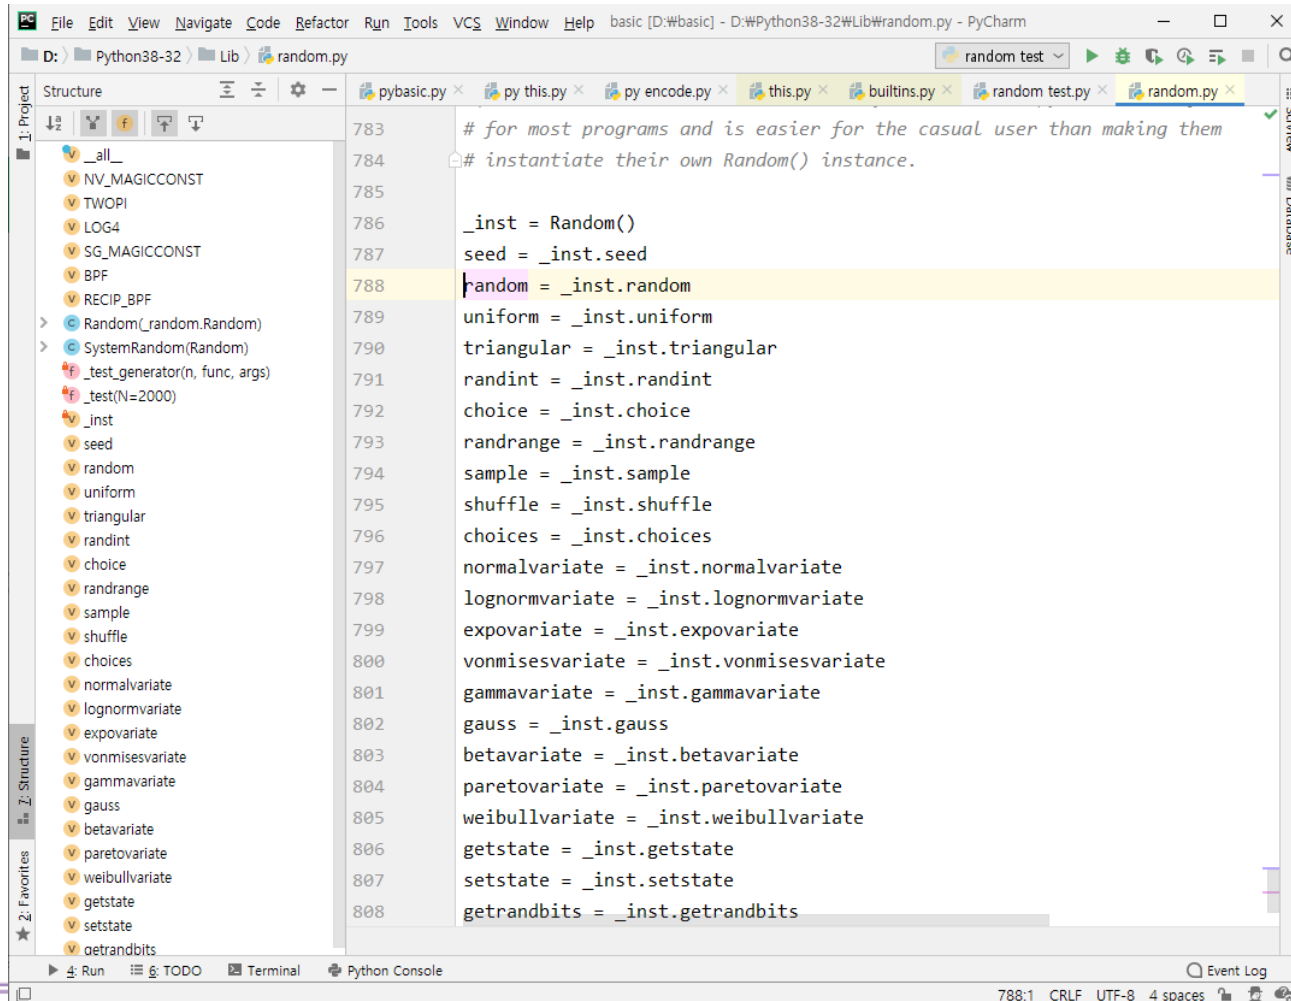 File Edit View Navigate Code Refactor Run Tools VCS Window Help basic [D:₩basic] - D:₩Python38-32₩Lib₩random.py - PyCharm
D: Python38-32 Lib random.py
random test
1: Project
Structure
pybasic.py py this.py py encode.py this.py builtins.py random test.py random.py
SciView
Database
__all__
NV_MAGICCONST
TWOPI
LOG4
SG_MAGICCONST
BPF
RECIP_BPF
Random(_random.Random)
SystemRandom(Random)
_test_generator(n, func, args)
_test(N=2000)
_inst
seed
random
uniform
triangular
randint
choice
randrange
sample
shuffle
choices
normalvariate
lognormvariate
expovariate
vonmisesvariate
gammavariate
gauss
betavariate
paretovariate
weibullvariate
getstate
setstate
getrandbits
783 # for most programs and is easier for the casual user than making them
784 # instantiate their own Random() instance.
785
786 _inst = Random()
787 seed = _inst.seed
788 random = _inst.random
789 uniform = _inst.uniform
790 triangular = _inst.triangular
791 randint = _inst.randint
792 choice = _inst.choice
793 randrange = _inst.randrange
794 sample = _inst.sample
795 shuffle = _inst.shuffle
796 choices = _inst.choices
797 normalvariate = _inst.normalvariate
798 lognormvariate = _inst.lognormvariate
799 expovariate = _inst.expovariate
800 vonmisesvariate = _inst.vonmisesvariate
801 gammavariate = _inst.gammavariate
802 gauss = _inst.gauss
803 betavariate = _inst.betavariate
804 paretovariate = _inst.paretovariate
805 weibullvariate = _inst.weibullvariate
806 getstate = _inst.getstate
807 setstate = _inst.setstate
808 getrandbits = _inst.getrandbits
7: Structure
2: Favorites
4: Run 6: TODO Terminal Python Console Event Log
788:1 CRLF UTF-8 4 spaces